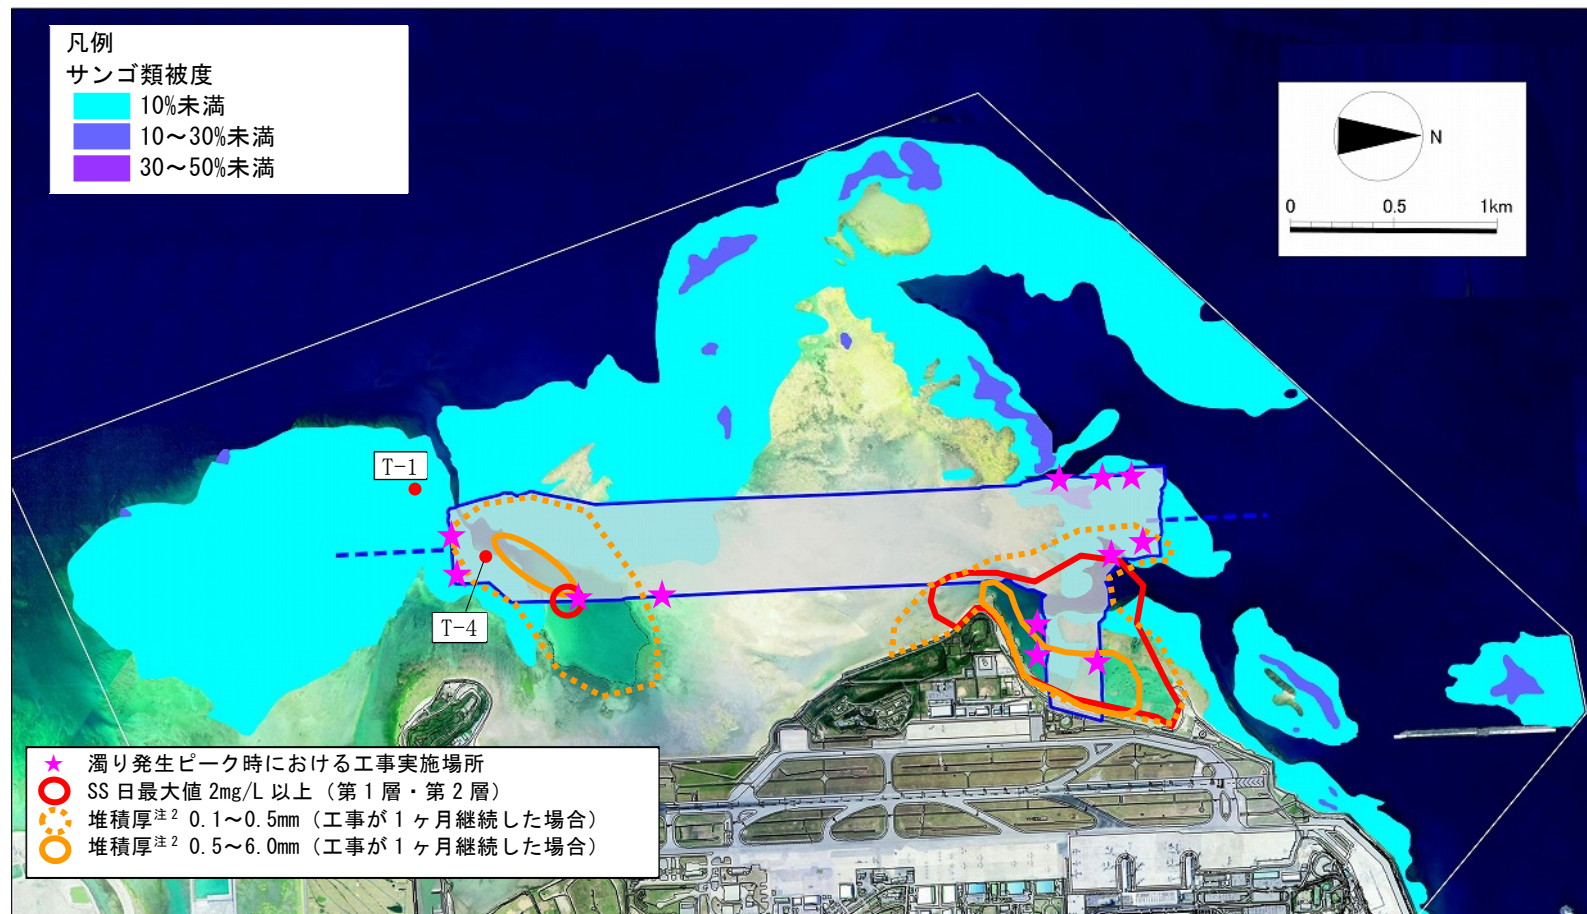 凡例
サンゴ類被度
10%未満
10～30%未満
30～50%未満
N
0 0.5 1km
T-1
T-4
濁り発生ピーク時における工事実施場所
SS 日最大値 2mg/L 以上（第１層・第２層）
堆積厚注２ 0.1～0.5mm（工事が１ヶ月継続した場合）
堆積厚注２ 0.5～6.0mm（工事が１ヶ月継続した場合）